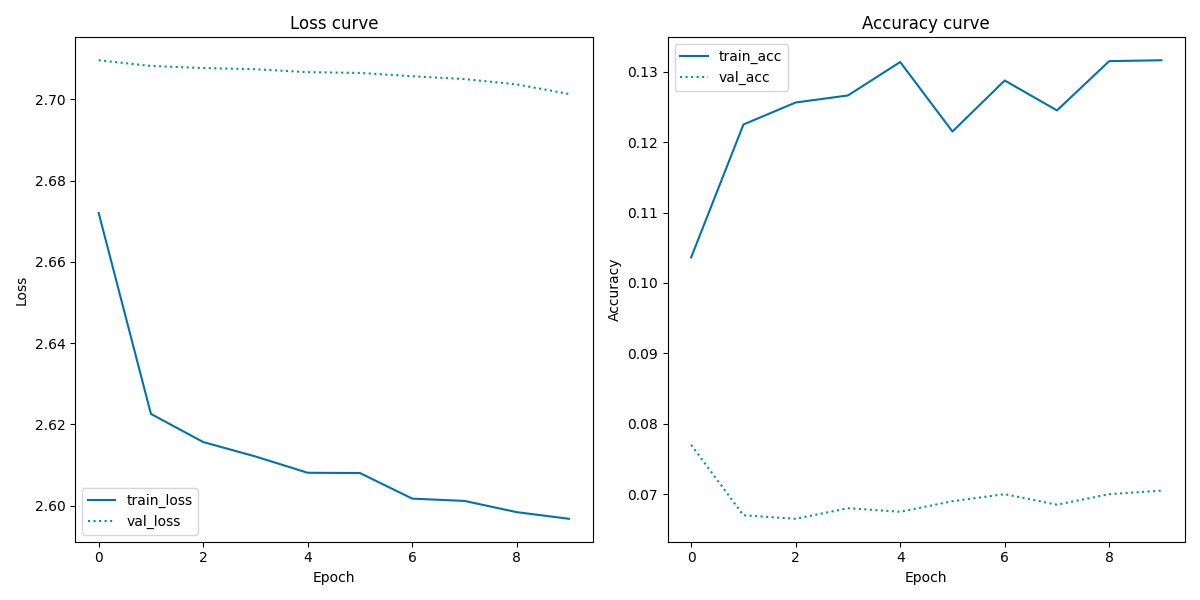 Loss curve
2.70
2.68
2.66
2.64
2.62
2.60
Loss
train_loss
val_loss
0 2 4 6 8
Epoch
Accuracy curve
train_acc
val_acc
0.13
0.12
0.11
0.10
0.09
0.08
0.07
Accuracy
0 2 4 6 8
Epoch